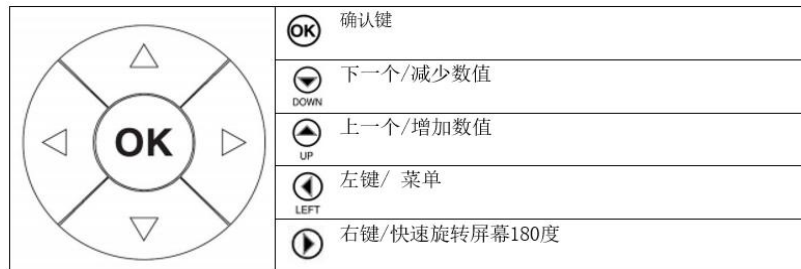 OK
OK 确认键
DOWN 下一个/减少数值
UP 上一个/增加数值
LEFT 左键/ 菜单
右键/快速旋转屏幕180度